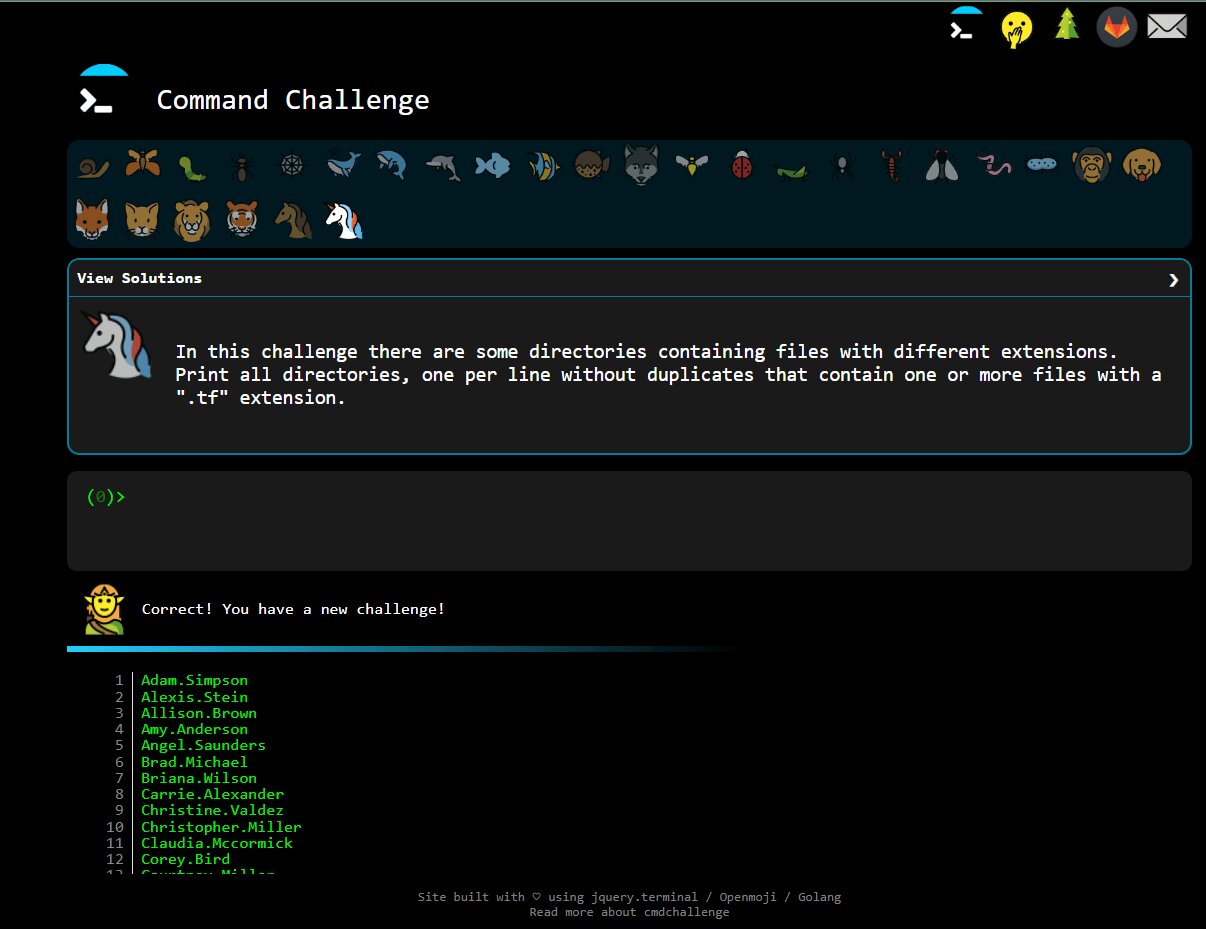 Command Challenge
View Solutions
In this challenge there are some directories containing files with different extensions.
Print all directories, one per line without duplicates that contain one or more files with a
".tf" extension.
(0)>
Correct! You have a new challenge!
1 Adam.Simpson
2 Alexis.Stein
3 Allison.Brown
4 Amy.Anderson
5 Angel.Saunders
6 Brad.Michael
7 Briana.Wilson
8 Carrie.Alexander
9 Christine.Valdez
10 Christopher.Miller
11 Claudia.Mccormick
12 Corey.Bird
Site built with ♡ using jquery.terminal / Openmoji / Golang
Read more about cmdchallenge